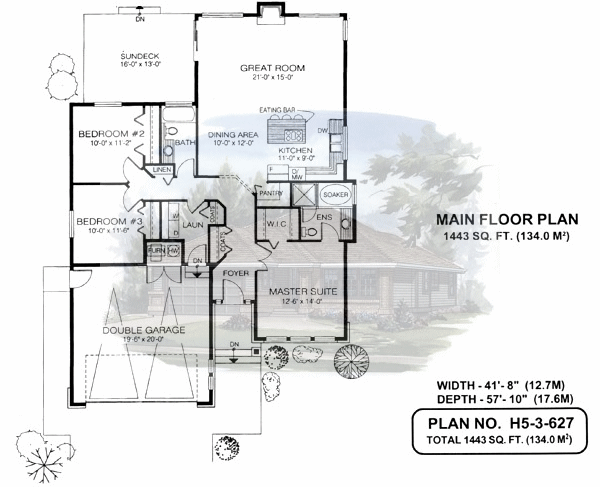 DN
SUNDECK
16'-0" x 13'-0"
GREAT ROOM
21'-0" x 15'-0"
EATING BAR
BEDROOM #2
10'-0" x 11'-2"
BATH
DINING AREA
10'-0" x 12'-0"
DW
KITCHEN
11'-0" x 9'-0"
LINEN
F
O/
MW
PANTRY
SOAKER
BEDROOM #3
10'-0" x 11'-6"
W
D
LAUN
COATS
COATS
W.I.C
ENS
FURN
HW
DN
FOYER
MASTER SUITE
12'-6" x 14'-0"
DOUBLE GARAGE
19'-6" x 20'-0"
DN
MAIN FLOOR PLAN
1443 SQ. FT. (134.0 M²)
WIDTH - 41'- 8" (12.7M)
DEPTH - 57'- 10" (17.6M)
PLAN NO. H5-3-627
TOTAL 1443 SQ. FT. (134.0 M²)